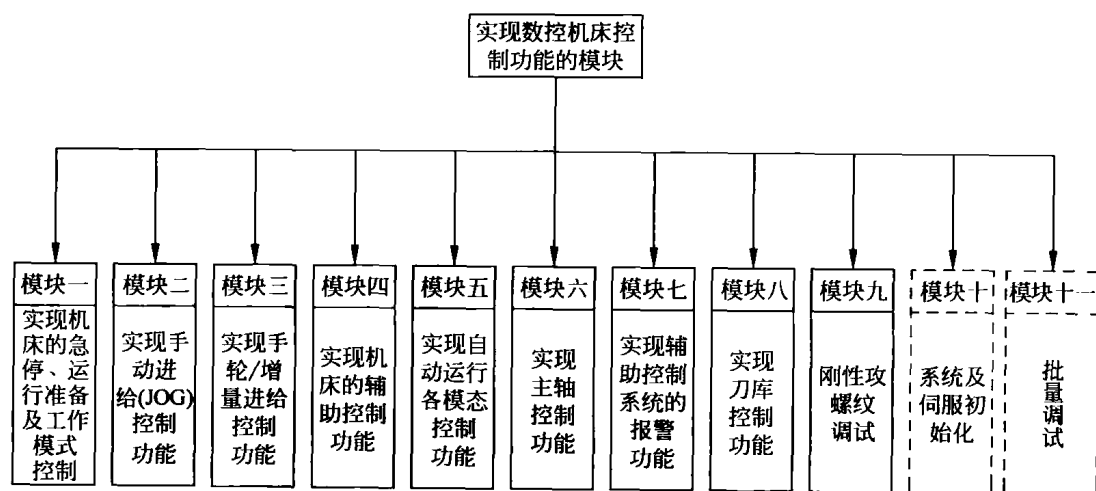 实现数控机床控
制功能的模块
模块一
实现机
床的急
停、运
行准备
及工作
模式
控制
模块二
实现手
动进
给(JOG)
控制
功能
模块三
实现手
轮/增
量进给
控制
功能
模块四
实现机
床的辅
助控制
功能
模块五
实现自
动运行
各模态
控制
功能
模块六
实现
主轴
控制
功能
模块七
实现辅
助控制
系统的
报警
功能
模块八
实现
刀库
控制
功能
模块九
刚性攻
螺纹
调试
模块十
系统及
伺服初
始化
模块十一
批量调试